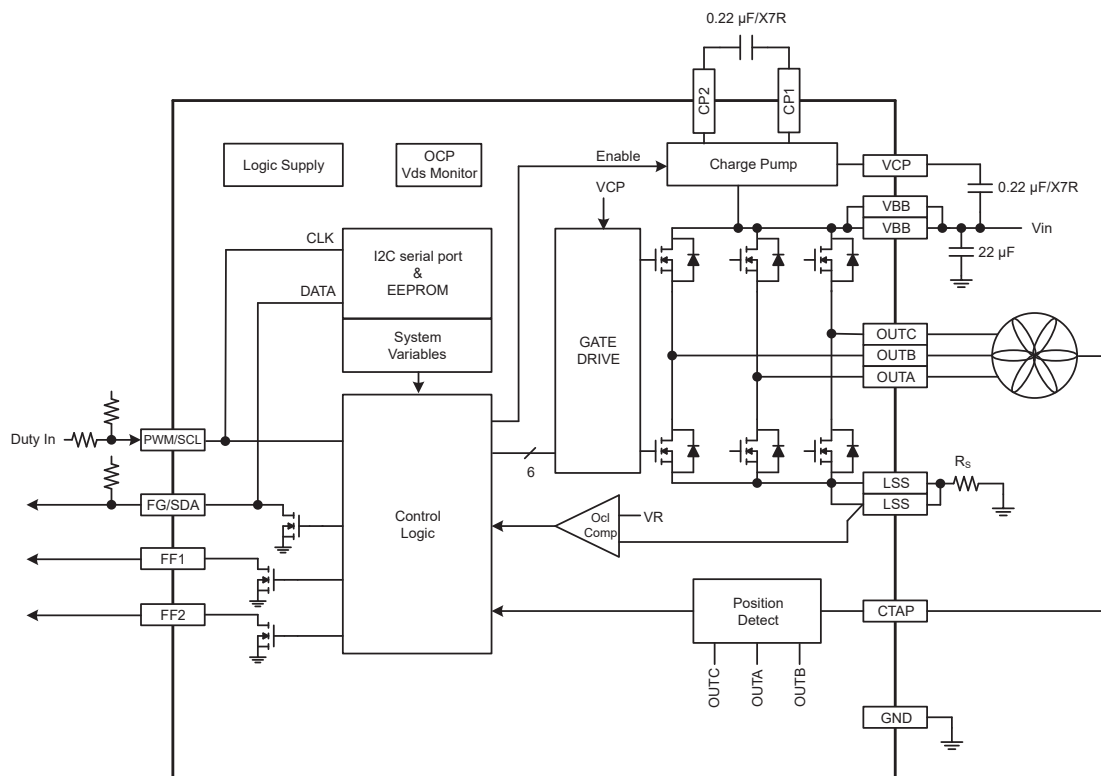 0.22 µF/X7R
CP2
CP1
Logic Supply
OCP
Vds Monitor
Enable
Charge Pump
VCP
0.22 µF/X7R
VCP
VBB
VBB
Vin
22 µF
CLK
I2C serial port
&
EEPROM
DATA
System
Variables
GATE
DRIVE
OUTC
OUTB
OUTA
Duty In
PWM/SCL
6
LSS
LSS
RS
FG/SDA
Control
Logic
Ocl
Comp
VR
FF1
FF2
Position
Detect
CTAP
OUTC
OUTA
OUTB
GND